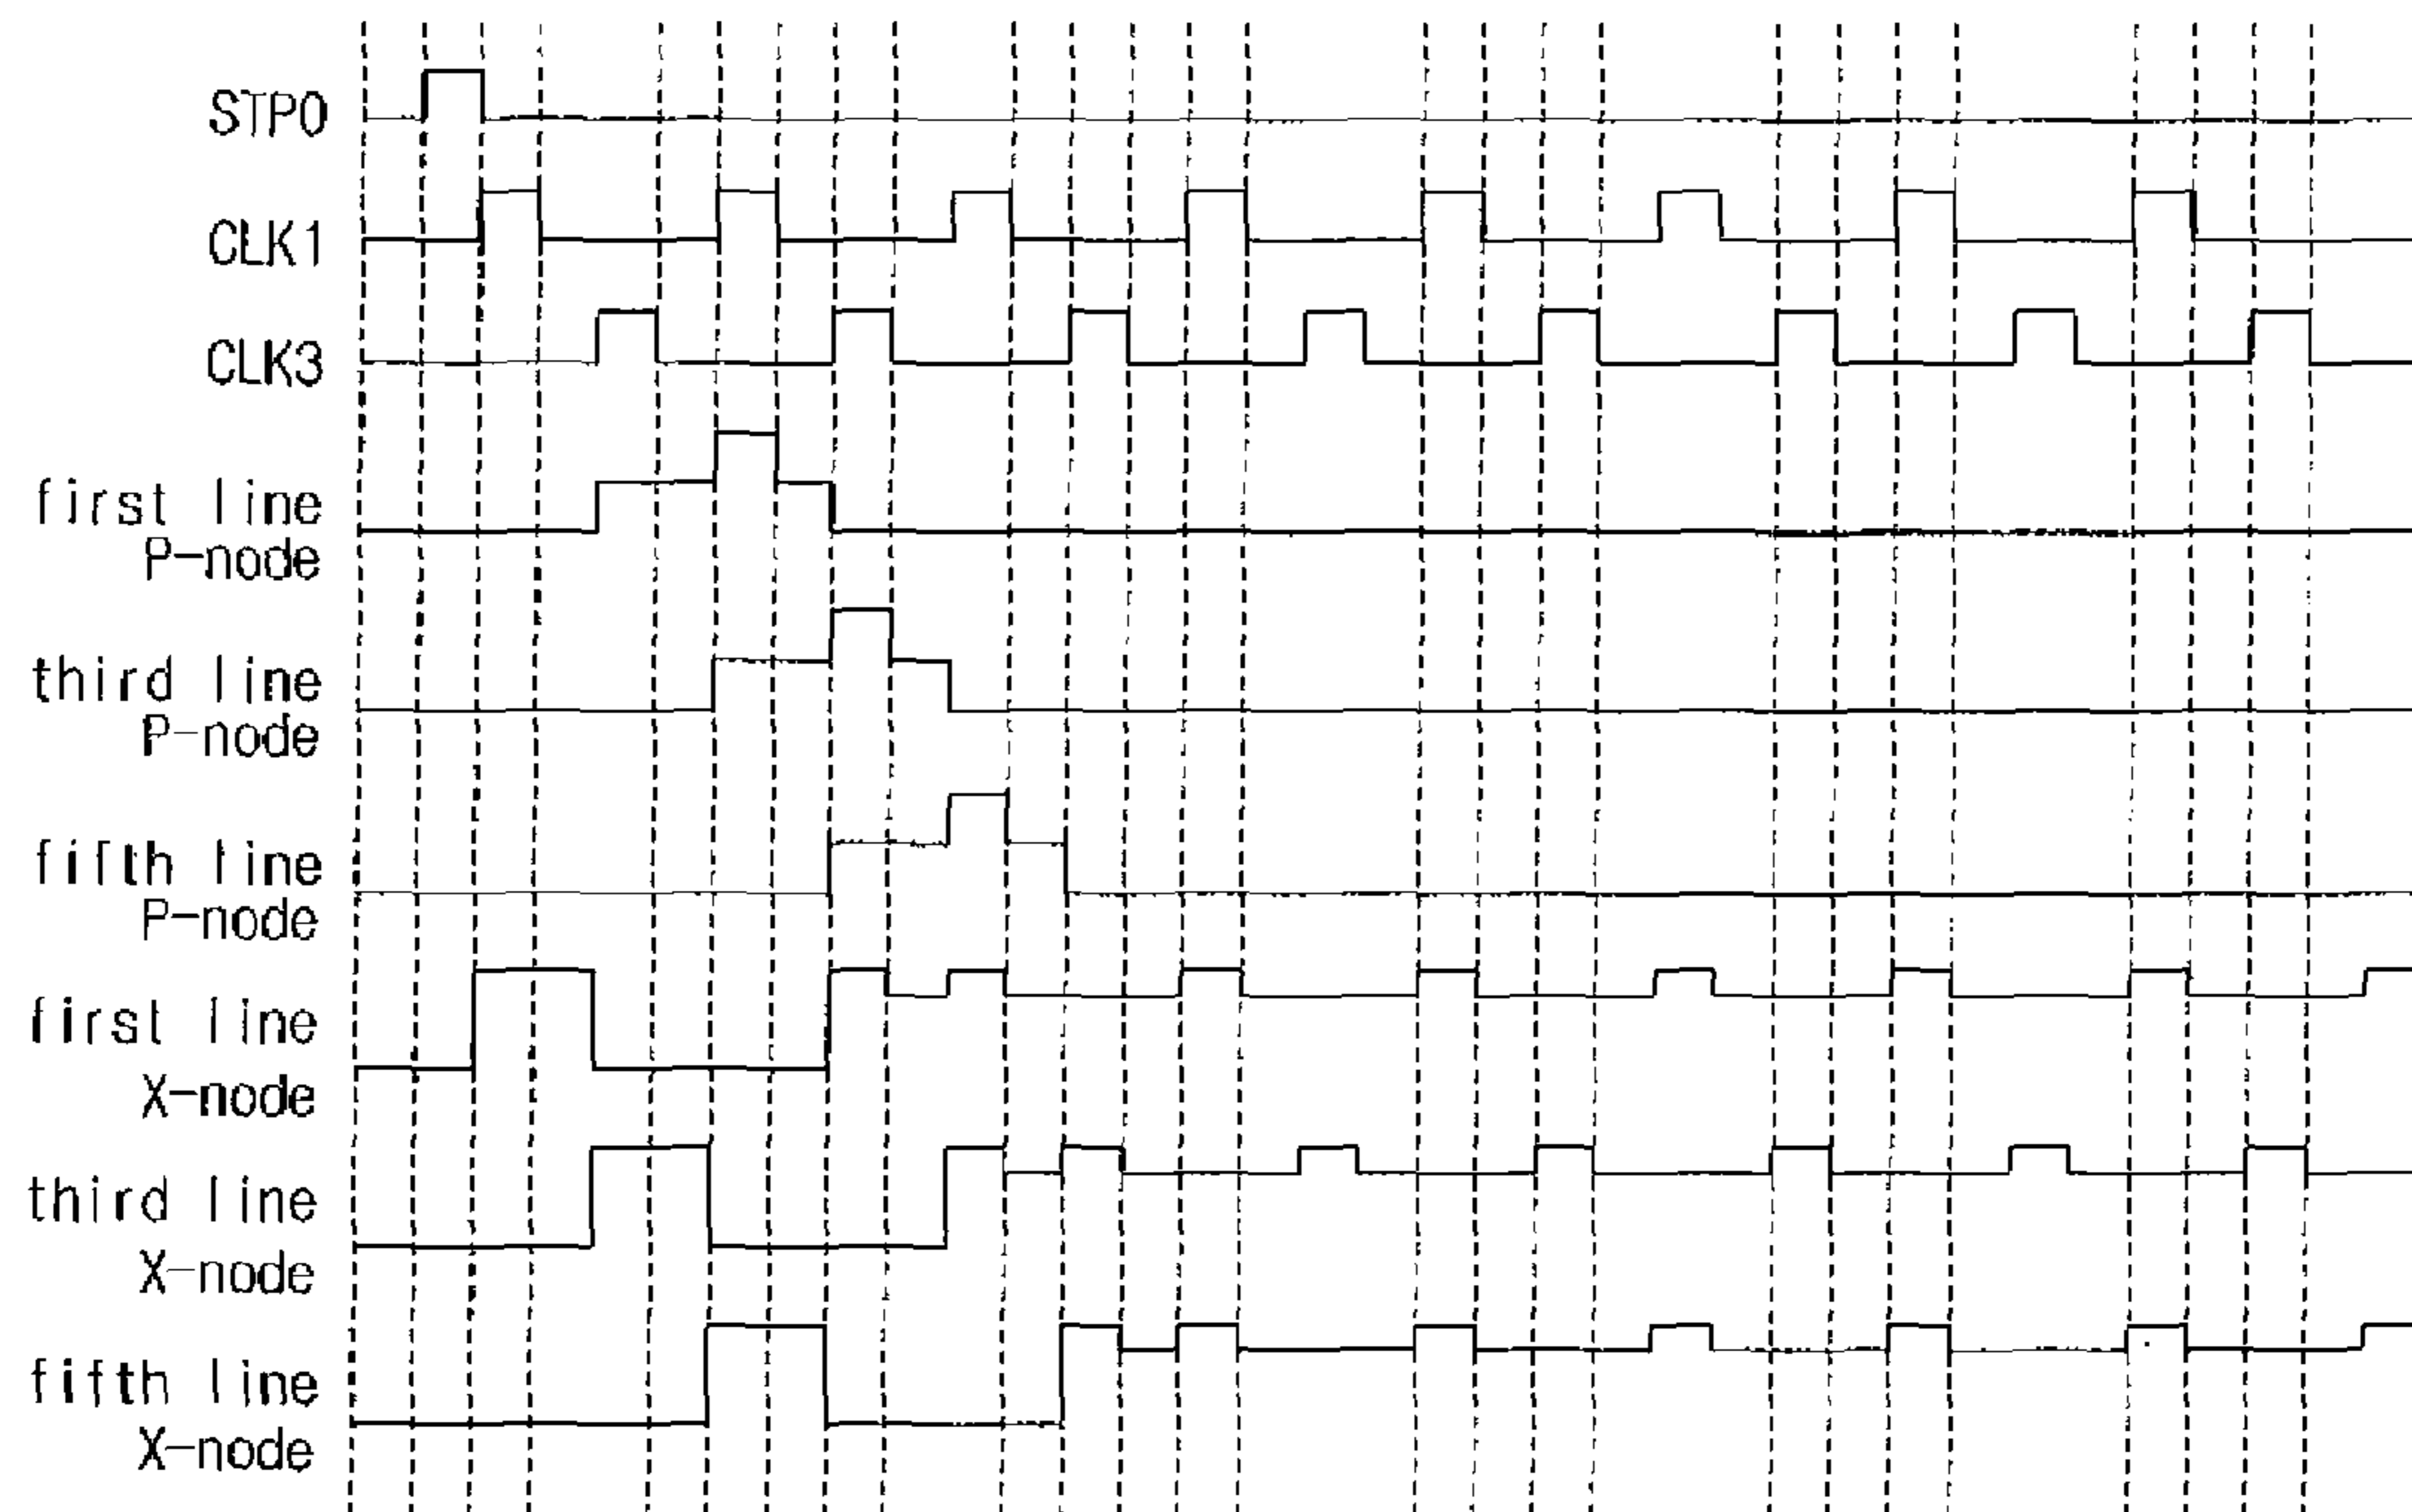 STP0
CLK1
CLK3
first line
P-node
third line
P-node
fifth line
P-node
first line
X-node
third line
X-node
fifth line
X-node